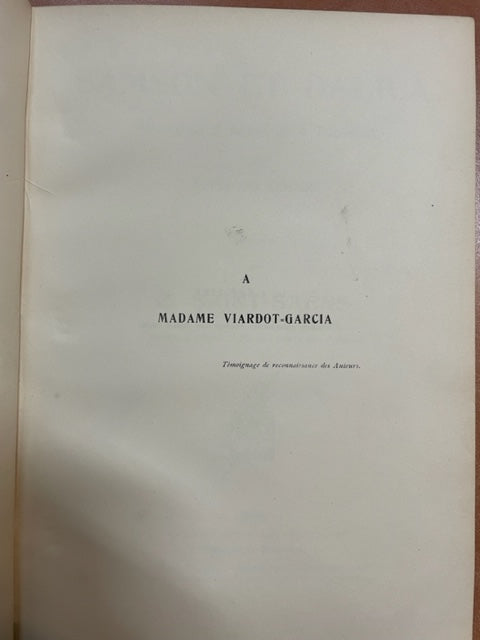 A
MADAME VIARDOT=GARCIA
Témoignage de reconnaissance des Auteurs.